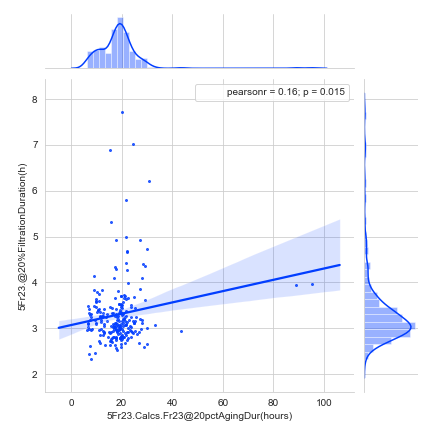 pearsonr = 0.16; p = 0.015
8
7
6
5
4
3
2
5Fr23.@20%FiltrationDuration(h)
0 20 40 60 80 100
5Fr23.Calcs.Fr23@20pctAgingDur(hours)